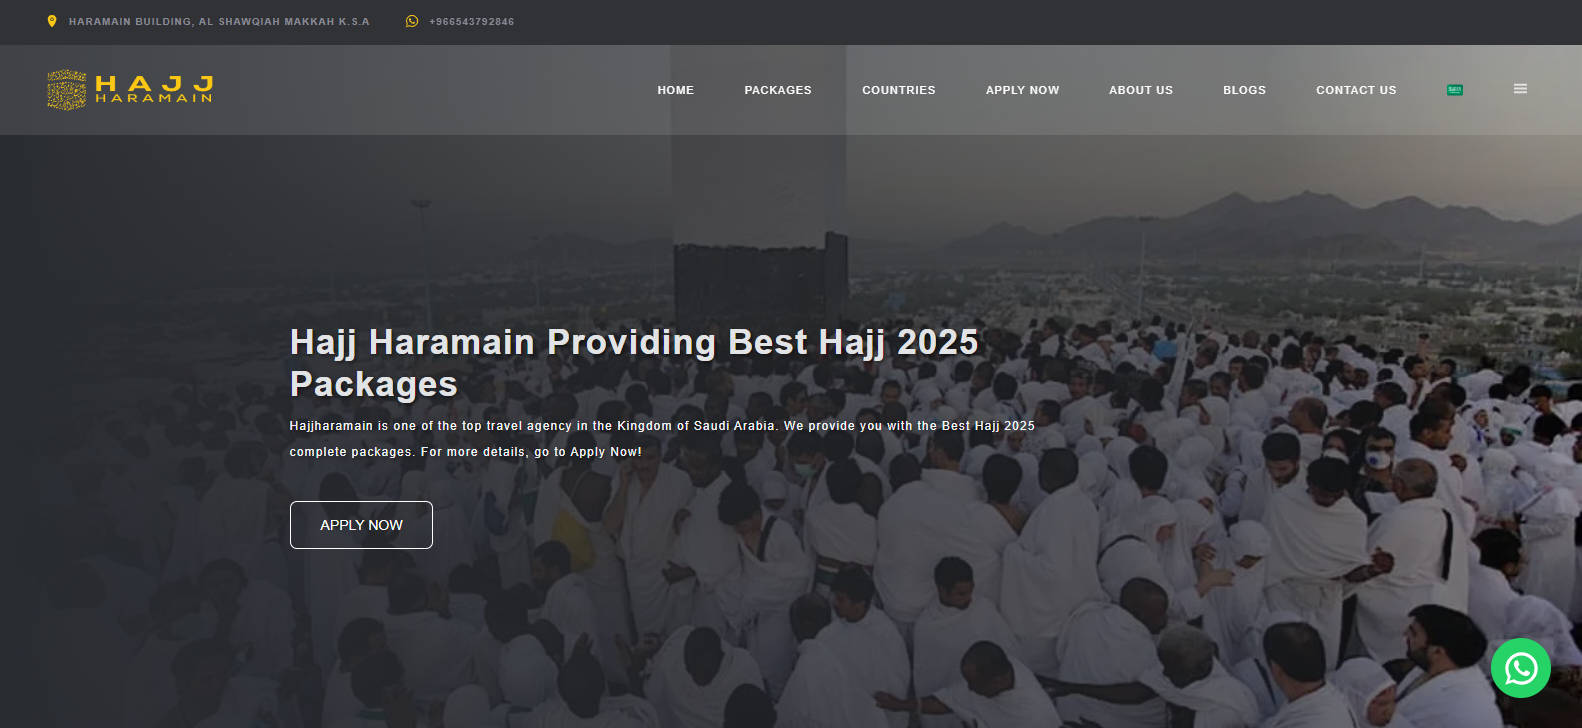 HARAMAIN BUILDING, AL SHAWQIAH MAKKAH K.S.A
+966543792846
HAJJ
HARAMAIN
HOME
PACKAGES
COUNTRIES
APPLY NOW
ABOUT US
BLOGS
CONTACT US
Hajj Haramain Providing Best Hajj 2025
Packages
Hajjharamain is one of the top travel agency in the Kingdom of Saudi Arabia. We provide you with the Best Hajj 2025
complete packages. For more details, go to Apply Now!
APPLY NOW